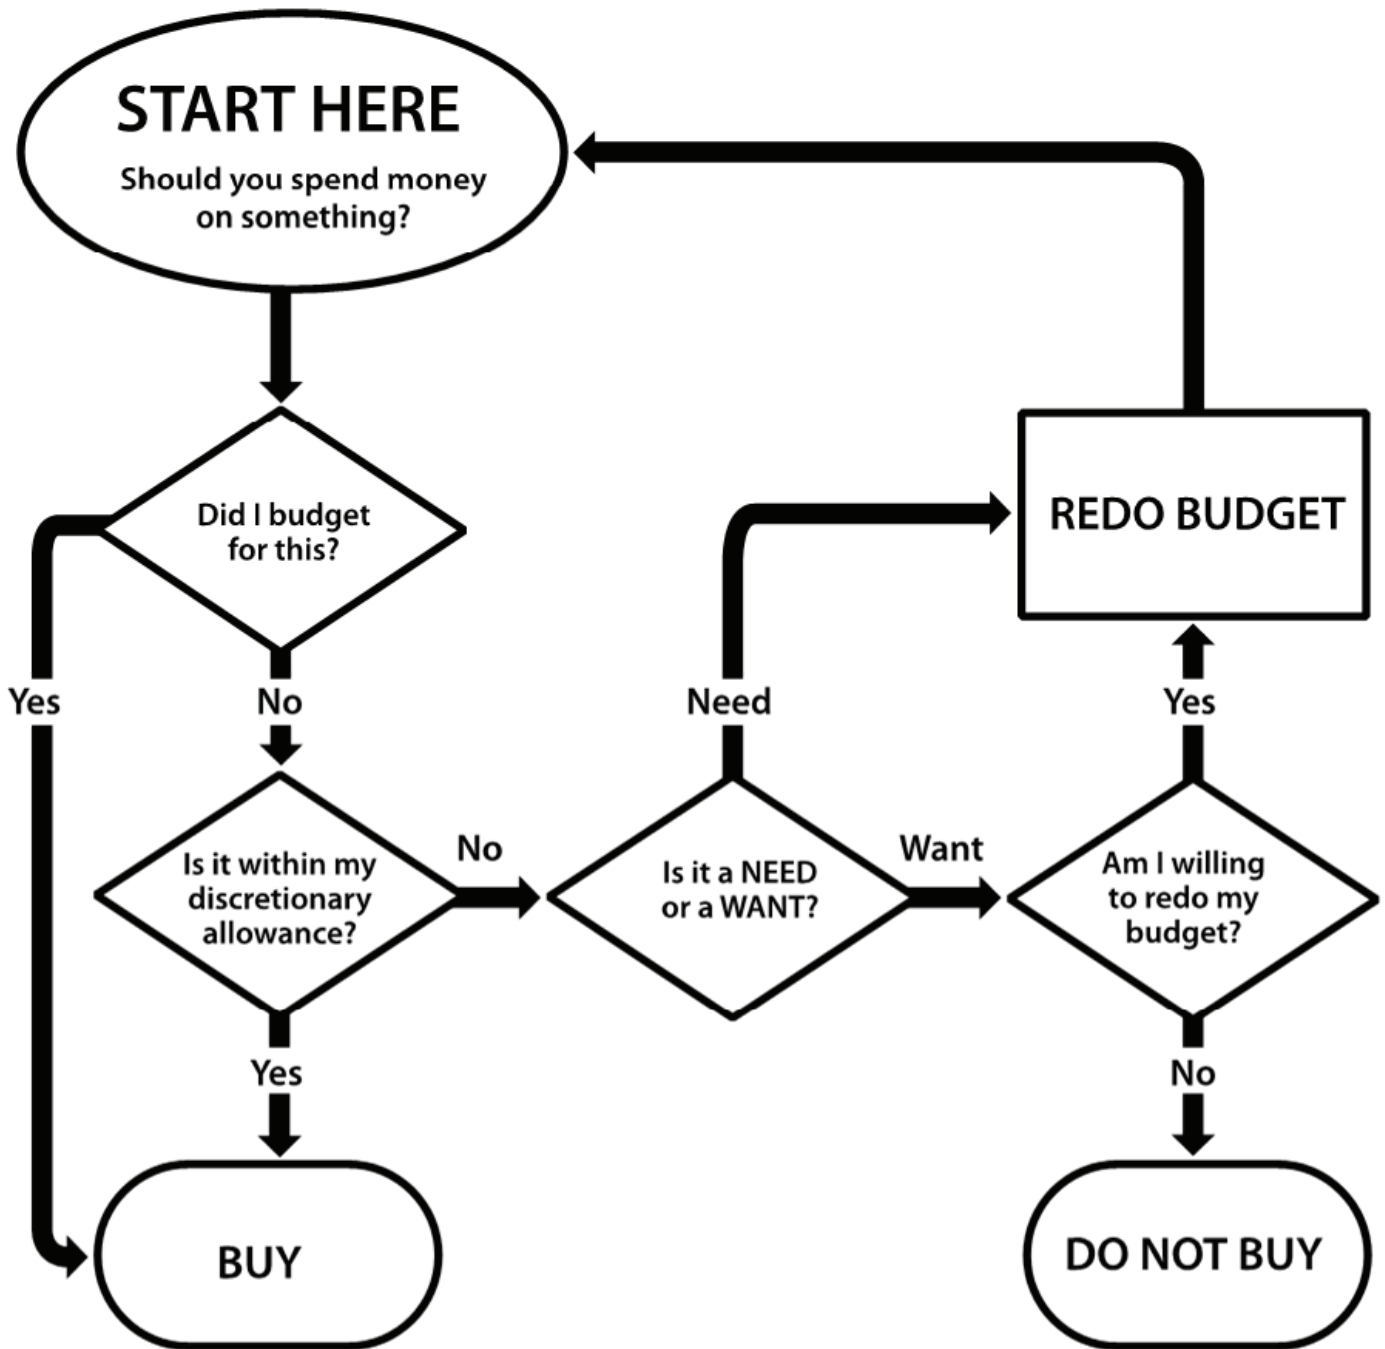 START HERE
Should you spend money
on something?
Did I budget
for this?
REDO BUDGET
Yes
No
Need
Yes
Is it within my
discretionary
allowance?
No
Is it a NEED
or a WANT?
Want
Am I willing
to redo my
budget?
Yes
No
BUY
DO NOT BUY